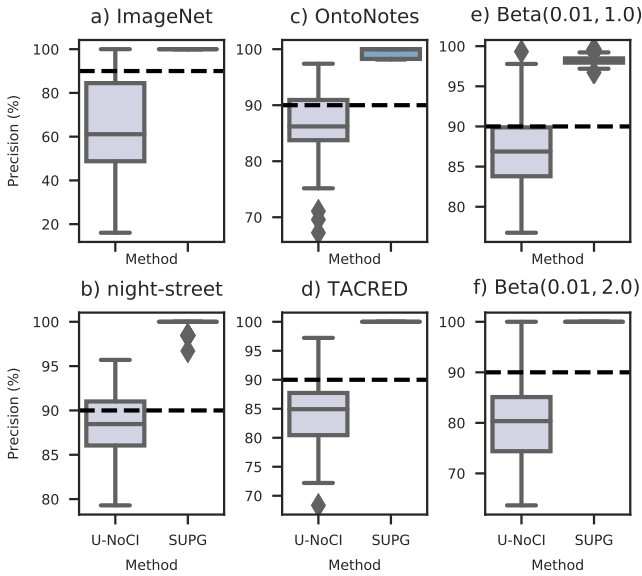 a) ImageNet
Precision (%)
100
80
60
40
20
Method
c) OntoNotes
100
90
80
70
Method
e) Beta(0.01, 1.0)
100
95
90
85
80
Method
b) night-street
Precision (%)
100
95
90
85
80
U-NoCI SUPG
Method
d) TACRED
100
95
90
85
80
75
70
U-NoCI SUPG
Method
f) Beta(0.01, 2.0)
100
90
80
70
U-NoCI SUPG
Method